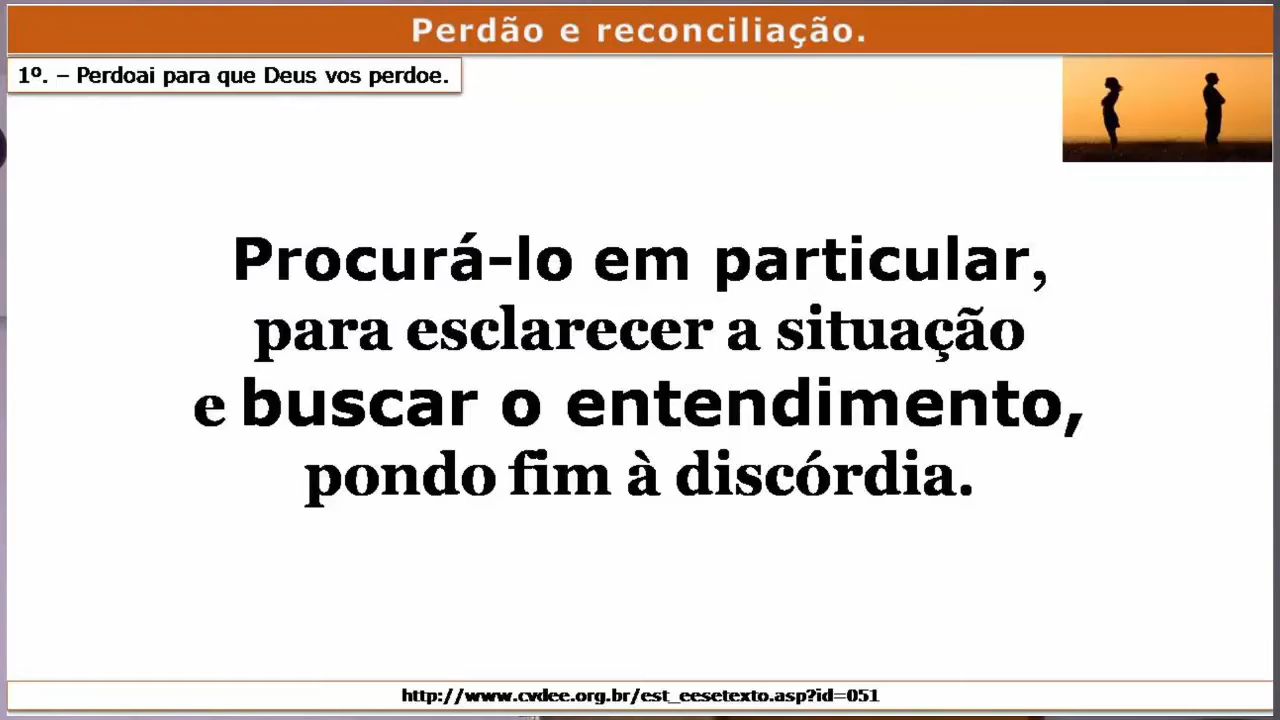 Perdão e reconciliação.
1º. – Perdoai para que Deus vos perdoe.
Procurá-lo em particular,
para esclarecer a situação
e buscar o entendimento,
pondo fim à discórdia.
http://www.cvdee.org.br/est_eesetexto.asp?id=051